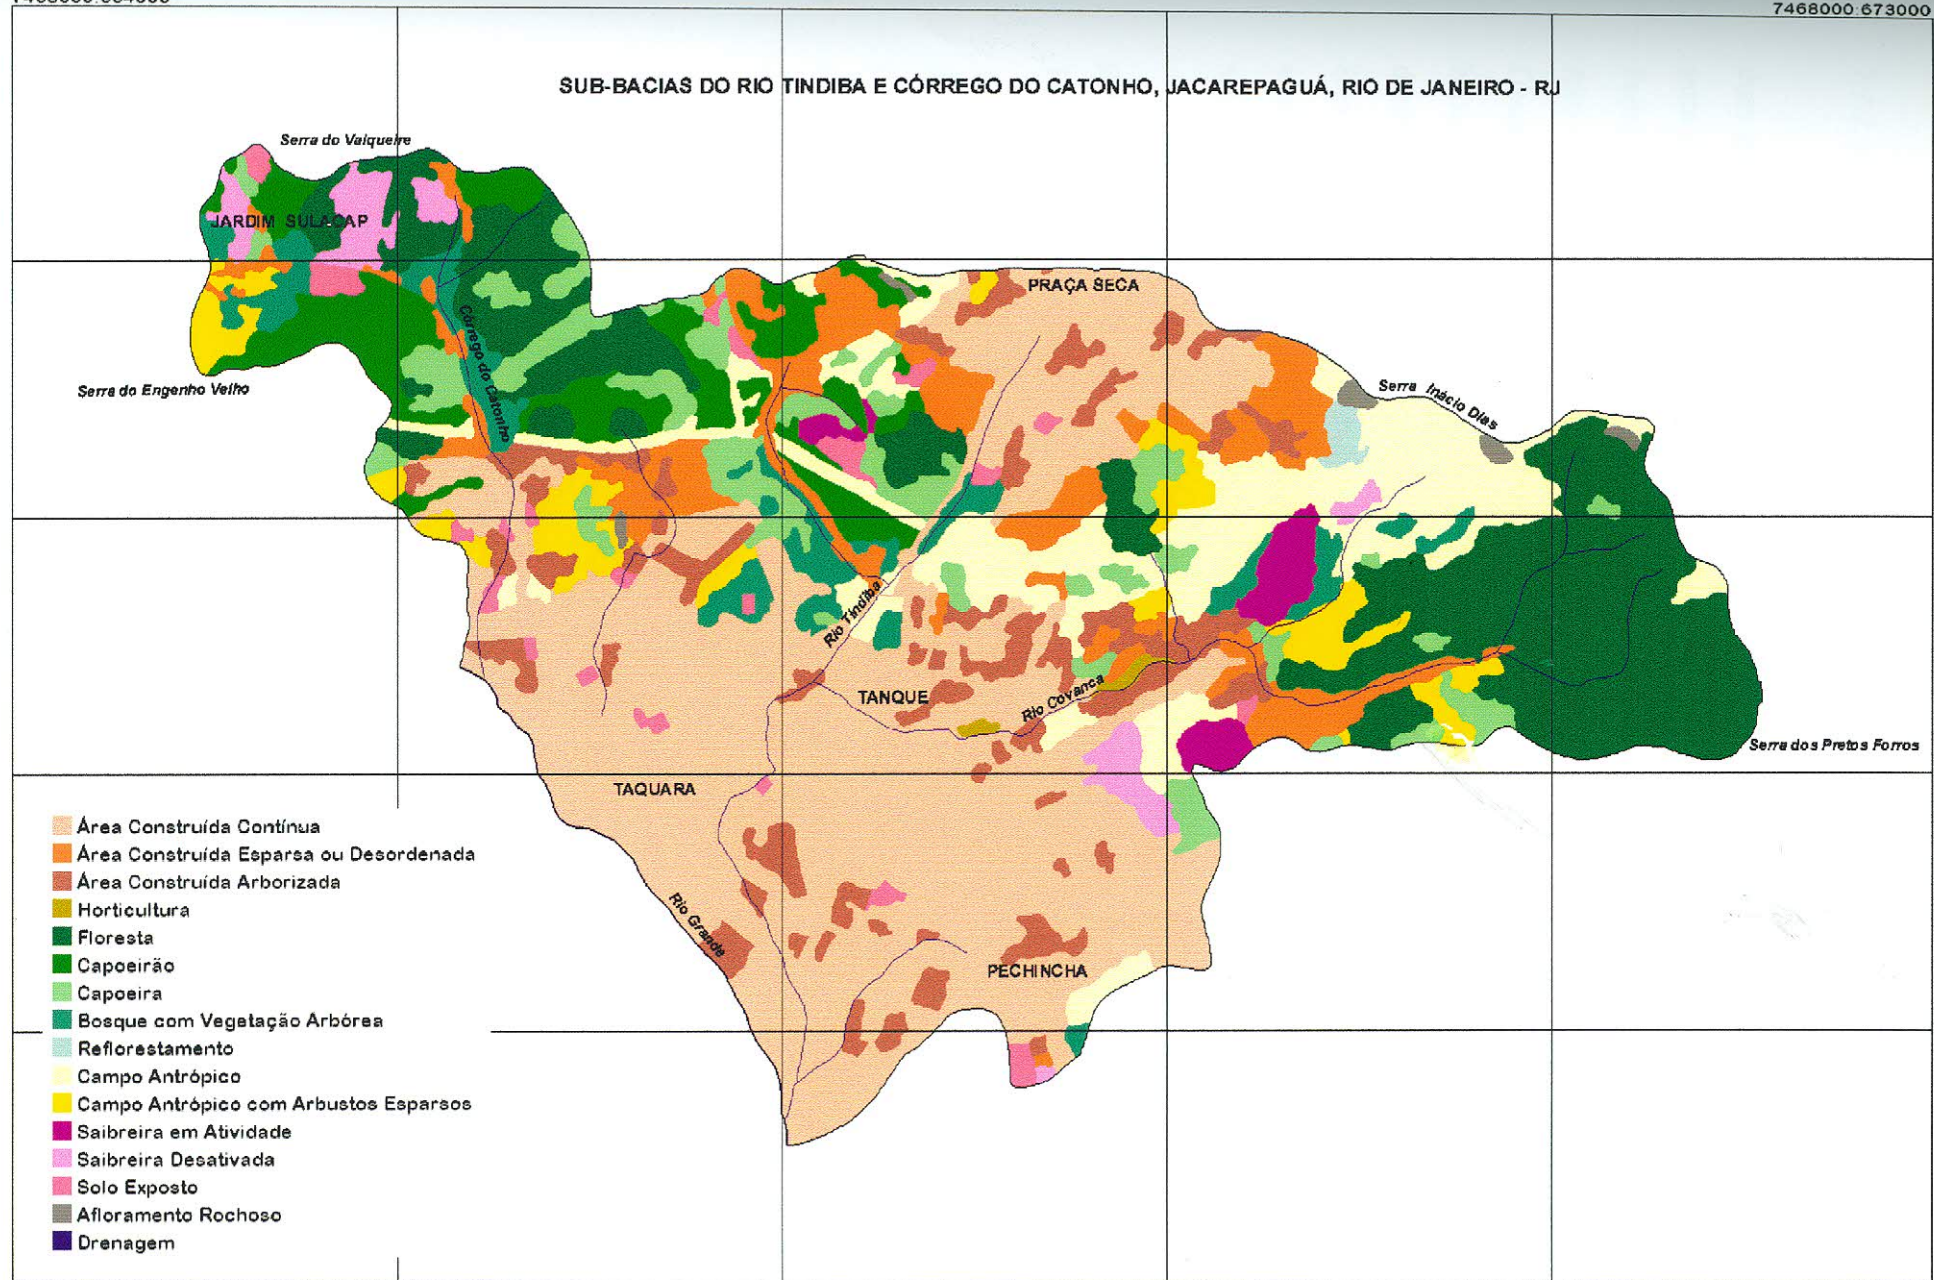 7468000:673000
SUB-BACIAS DO RIO TINDIBA E CÓRREGO DO CATONHO, JACAREPAGUÁ, RIO DE JANEIRO - RJ
Serra do Valqueire
JARDIM SULACAP
PRAÇA SECA
Córrego do Catonho
Serra do Engenho Velho
Serra Inácio Dias
Rio Tindiba
TANQUE
Rio Covanca
Serra dos Pretos Forros
TAQUARA
Rio Grande
PECHINCHA
Área Construída Contínua
Área Construída Esparsa ou Desordenada
Área Construída Arborizada
Horticultura
Floresta
Capoeirão
Capoeira
Bosque com Vegetação Arbórea
Reflorestamento
Campo Antrópico
Campo Antrópico com Arbustos Esparsos
Saibreira em Atividade
Saibreira Desativada
Solo Exposto
Afloramento Rochoso
Drenagem